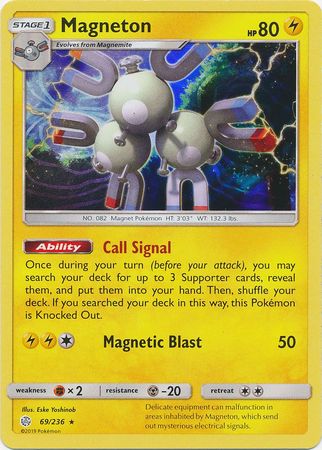 STAGE 1
Magneton
HP 80
Evolves from Magnemite
NO. 082 Magnet Pokémon HT: 3'03" WT: 132.3 lbs.
Ability Call Signal
Once during your turn (before your attack), you may
search your deck for up to 3 Supporter cards, reveal
them, and put them into your hand. Then, shuffle your
deck. If you searched your deck in this way, this Pokémon
is Knocked Out.
Magnetic Blast 50
weakness × 2 resistance -20 retreat
Illus. Eske Yoshinob
69/236 ★
©2019 Pokémon
Delicate equipment can malfunction in
areas inhabited by Magneton, which send
out mysterious electrical signals.